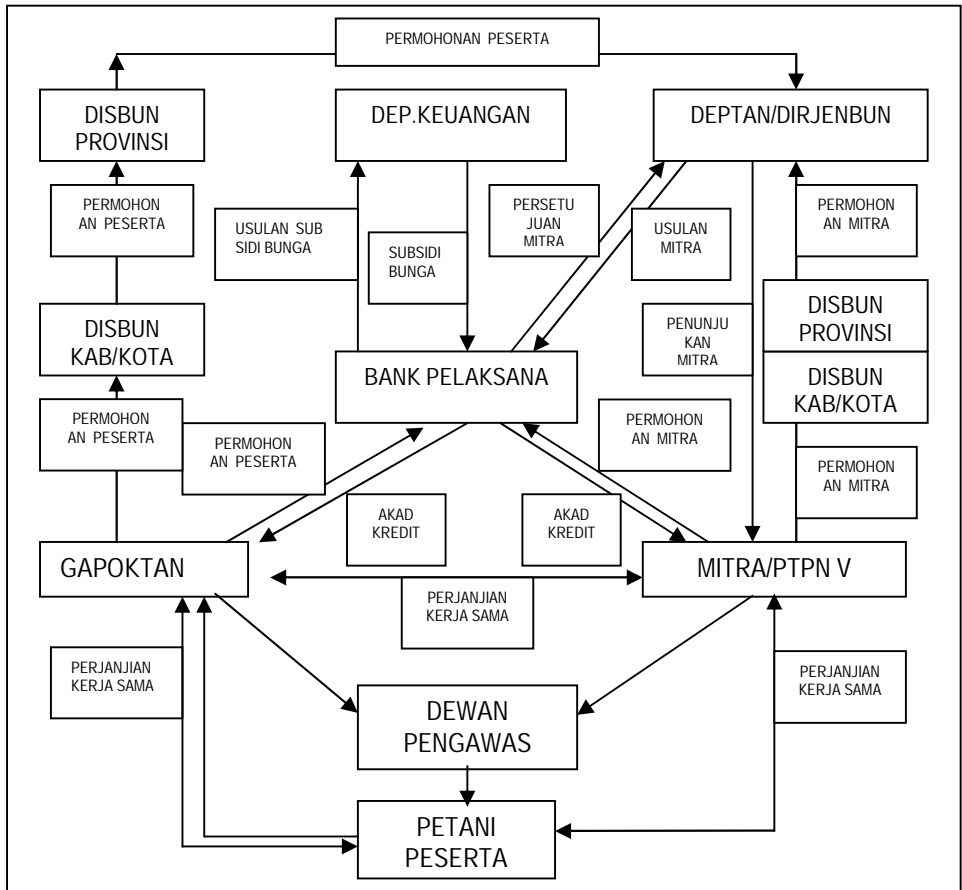 PERMOHONAN PESERTA
DISBUN
PROVINSI
DEP.KEUANGAN
DEPTAN/DIRJENBUN
PERMOHON
AN PESERTA
USULAN SUB
SIDI BUNGA
SUBSIDI
BUNGA
PERSETU
JUAN
MITRA
USULAN
MITRA
PERMOHON
AN MITRA
DISBUN
KAB/KOTA
BANK PELAKSANA
PENUNJU
KAN
MITRA
DISBUN
PROVINSI
DISBUN
KAB/KOTA
PERMOHON
AN PESERTA
PERMOHON
AN PESERTA
PERMOHON
AN MITRA
PERMOHON
AN MITRA
AKAD
KREDIT
AKAD
KREDIT
GAPOKTAN
MITRA/PTPN V
PERJANJIAN
KERJA SAMA
PERJANJIAN
KERJA SAMA
PERJANJIAN
KERJA SAMA
DEWAN
PENGAWAS
PETANI
PESERTA